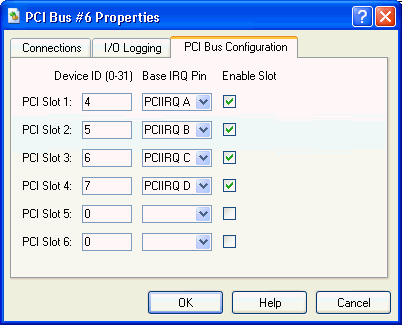 PCI Bus #6 Properties
Connections I/O Logging PCI Bus Configuration
Device ID (0-31) Base IRQ Pin Enable Slot
PCI Slot 1: 4 PCIIRQ A
PCI Slot 2: 5 PCIIRQ B
PCI Slot 3: 6 PCIIRQ C
PCI Slot 4: 7 PCIIRQ D
PCI Slot 5: 0
PCI Slot 6: 0
OK Help Cancel